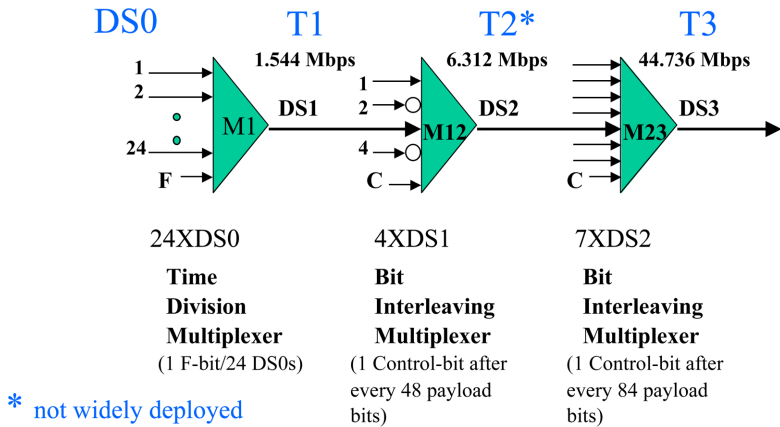 DS0 T1 T2* T3
1.544 Mbps 6.312 Mbps 44.736 Mbps
1 1
2 DS1 2 DS2 DS3
M1 M12 M23
24 4
F C C
24XDS0 4XDS1 7XDS2
Time Bit Bit
Division Interleaving Interleaving
Multiplexer Multiplexer Multiplexer
(1 F-bit/24 DS0s) (1 Control-bit after (1 Control-bit after
every 48 payload every 84 payload
bits) bits)
* not widely deployed